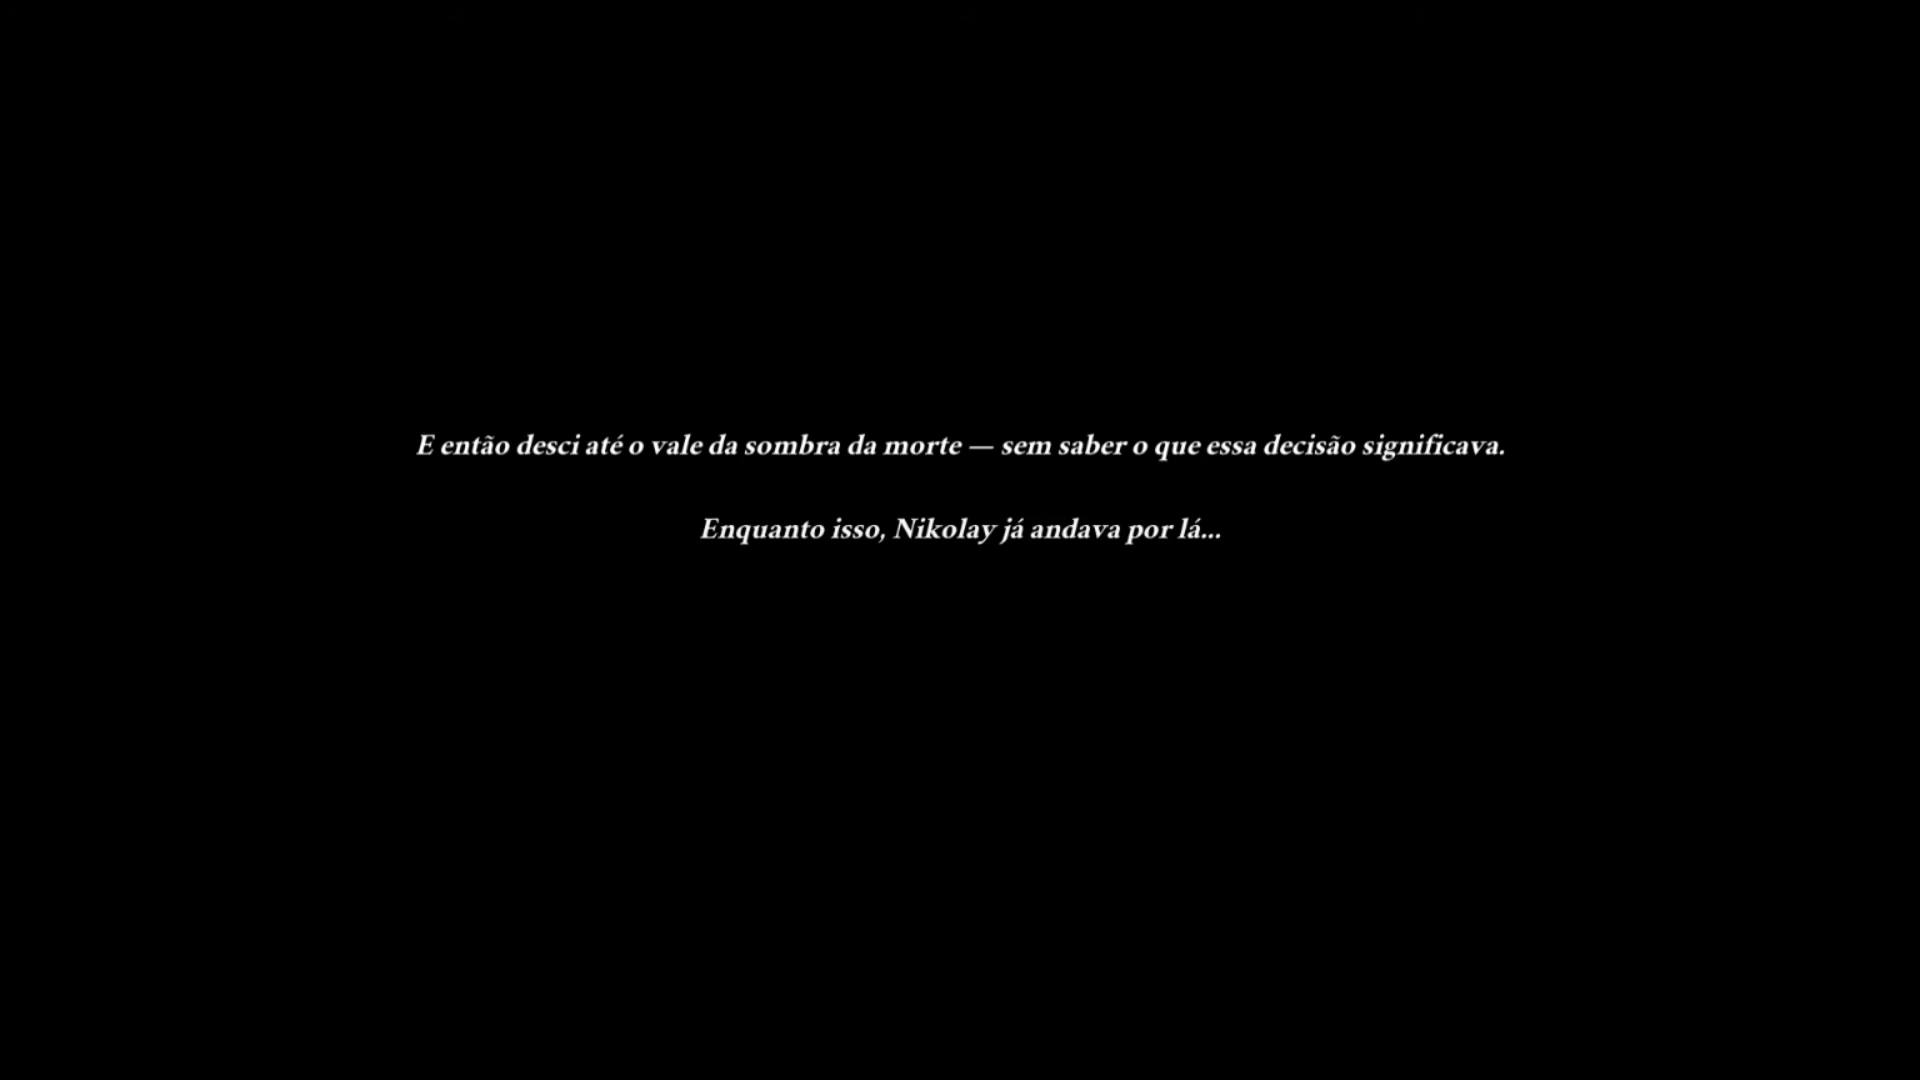 E então desci até o vale da sombra da morte — sem saber o que essa decisão significava.
Enquanto isso, Nikolay já andava por lá...